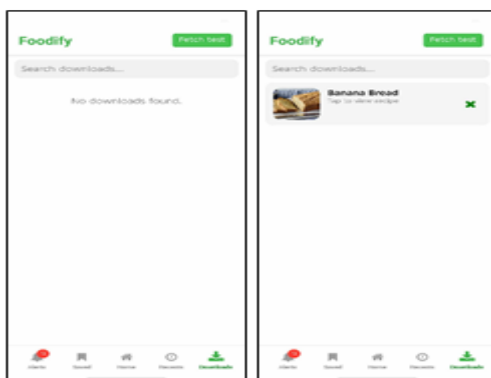 Foodify
Fetch test
Search downloads...
No downloads found.
Alerts
Saved
Home
Recents
Downloads
Foodify
Fetch test
Search downloads...
Banana Bread
Tap to view recipe
Alerts
Saved
Home
Recents
Downloads